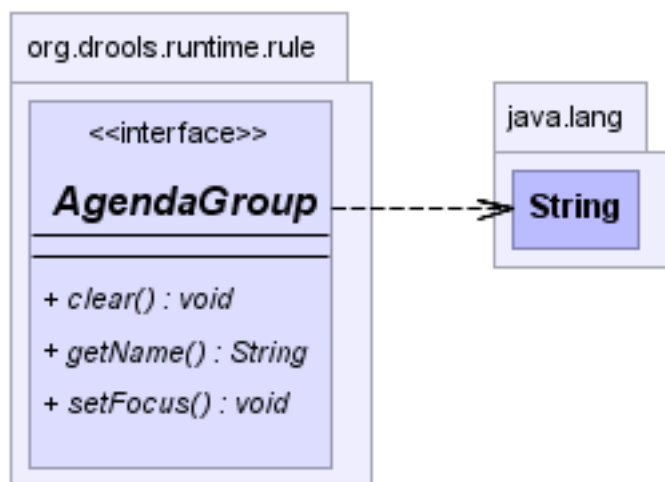 org.drools.runtime.rule
<<interface>>
AgendaGroup
+ clear() : void
+ getName() : String
+ setFocus() : void
java.lang
String